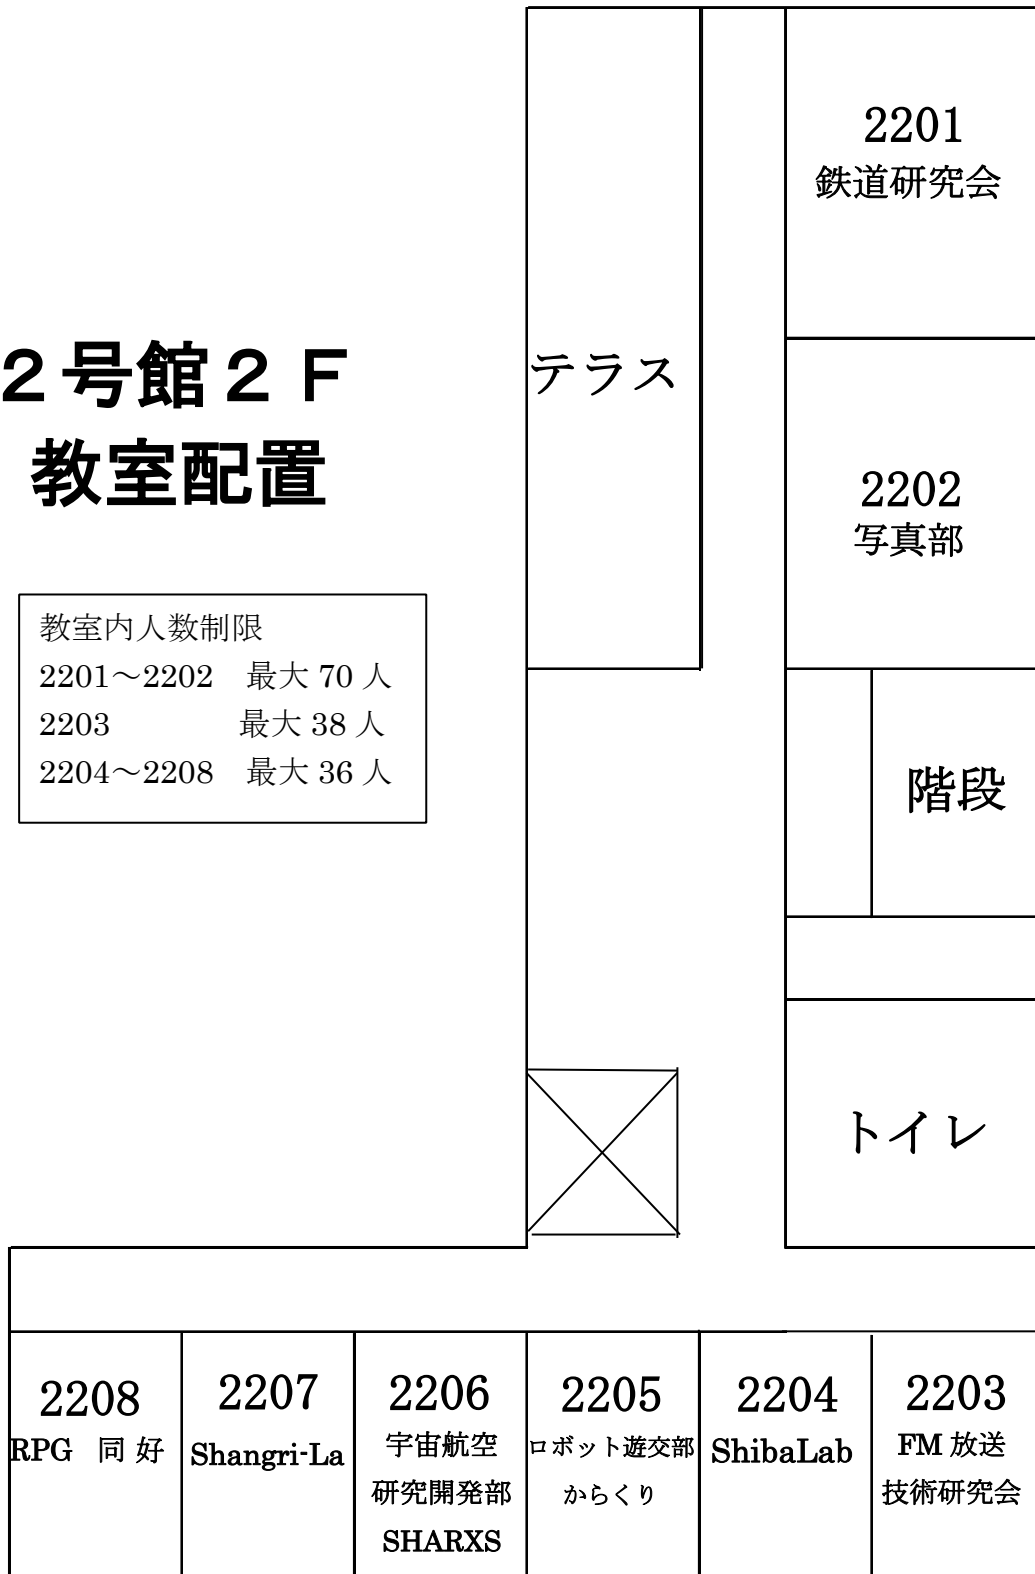 2201
鉄道研究会
２号館２Ｆ
教室配置
テラス
2202
写真部
教室内人数制限
2201～2202　最大 70 人
2203　最大 38 人
2204～2208　最大 36 人
階段
トイレ
2208
RPG　同 好
2207
Shangri-La
2206
宇宙航空
研究開発部
SHARXS
2205
ロボット遊交部
からくり
2204
ShibaLab
2203
FM 放送
技術研究会